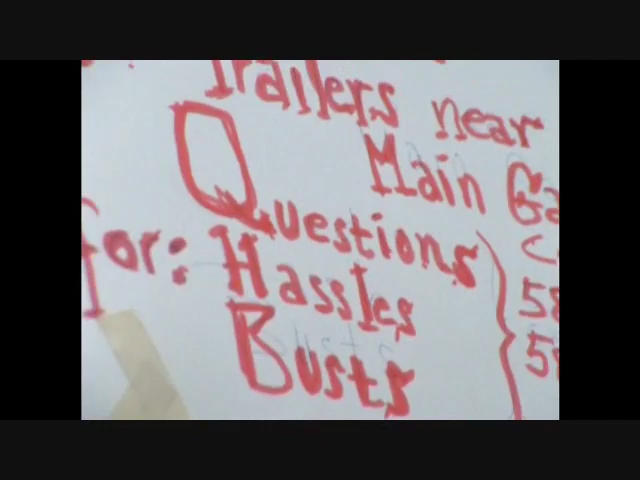 Trailers near
Main
Questions
for: Hassles
Busts